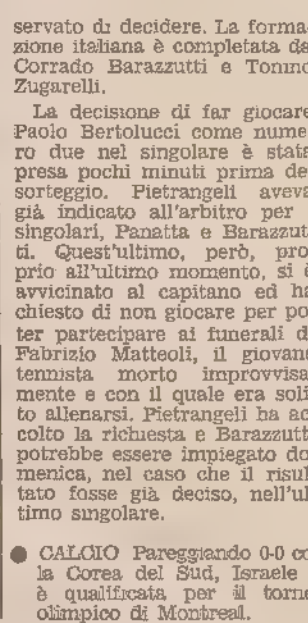 servato di decidere. La forma-
zione italiana è completata da
Corrado Barazzutti e Tonino
Zugarelli.
La decisione di far giocare
Paolo Bertolucci come nume-
ro due nel singolare è stata
presa pochi minuti prima del
sorteggio. Pietrangeli aveva
già indicato all'arbitro per i
singolari, Panatta e Barazzut-
ti. Quest'ultimo, però, pro-
prio all'ultimo momento, si è
avvicinato al capitano ed ha
chiesto di non giocare per po-
ter partecipare ai funerali di
Fabrizio Matteoli, il giovane
tennista morto improvvisa-
mente e con il quale era soli-
to allenarsi. Pietrangeli ha ac-
colto la richiesta e Barazzutti
potrebbe essere impiegato do-
menica, nel caso che il risul-
tato fosse già deciso, nell'ul-
timo singolare.
● CALCIO Pareggiando 0-0 co
la Corea del Sud, Israele
è qualificata per il torne
olimpico di Montreal.